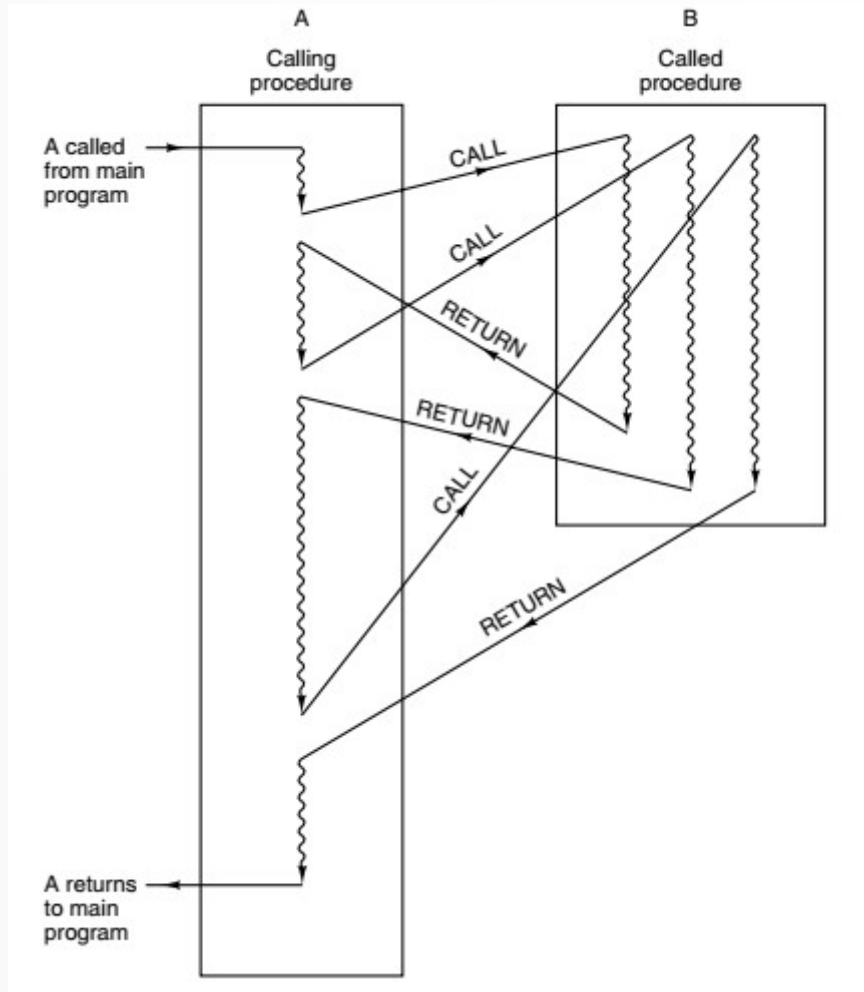 A
Calling
procedure
B
Called
procedure
A called
from main
program
CALL
CALL
RETURN
RETURN
CALL
RETURN
A returns
to main
program